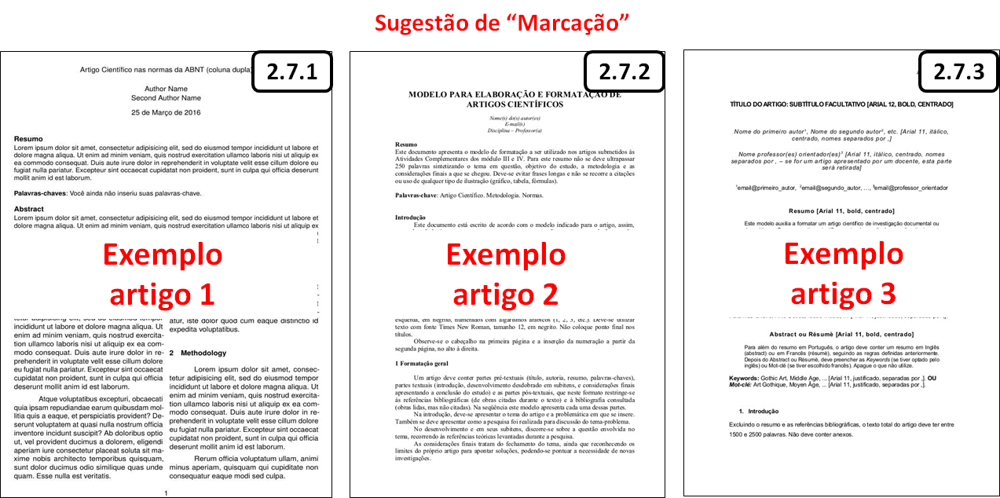 Sugestão de “Marcação”
2.7.1
Artigo Científico nas normas da ABNT (coluna dupla)
Author Name
Second Author Name
25 de Março de 2016
Resumo
Lorem ipsum dolor sit amet, consectetur adipisicing elit, sed do eiusmod tempor incididunt ut labore et
dolore magna aliqua. Ut enim ad minim veniam, quis nostrud exercitation ullamco laboris nisi ut aliquip ex
ea commodo consequat. Duis aute irure dolor in reprehenderit in voluptate velit esse cillum dolore eu
fugiat nulla pariatur. Excepteur sint occaecat cupidatat non proident, sunt in culpa qui officia deserunt
mollit anim id est laborum.
Palavras-chaves: Você ainda não inseriu suas palavras-chave.
Abstract
Lorem ipsum dolor sit amet, consectetur adipisicing elit, sed do eiusmod tempor incididunt ut labore et
dolore magna aliqua. Ut enim ad minim veniam, quis nostrud exercitation ullamco laboris nisi ut aliquip ex
Exemplo
artigo 1
tetur adipisicing elit, sed do eiusmod tempor
incididunt ut labore et dolore magna aliqua. Ut
enim ad minim veniam, quis nostrud exercita-
tion ullamco laboris nisi ut aliquip ex ea com-
modo consequat. Duis aute irure dolor in re-
prehenderit in voluptate velit esse cillum dolore
eu fugiat nulla pariatur. Excepteur sint occaecat
cupidatat non proident, sunt in culpa qui officia
deserunt mollit anim id est laborum.
Atque voluptatibus excepturi, obcaecati
quia ipsam repudiandae earum quibusdam mol-
litia quis a eaque, et perspiciatis provident? De-
serunt voluptatem at quasi nulla nostrum officia
inventore incidunt suscipit? Ab doloribus optio
ut, vel provident ducimus a dolorem, eligendi
aperiam iure consectetur placeat soluta sit ma-
xime nobis architecto temporibus quisquam,
sunt dolor ducimus odio similique quas unde
quam. Esse nulla est veritatis.
atur, iste dolor quod cum eaque distinctio id
expedita voluptatibus.
2 Methodology
Lorem ipsum dolor sit amet, consec-
tetur adipisicing elit, sed do eiusmod tempor
incididunt ut labore et dolore magna aliqua. Ut
enim ad minim veniam, quis nostrud exercita-
tion ullamco laboris nisi ut aliquip ex ea com-
modo consequat. Duis aute irure dolor in re-
prehenderit in voluptate velit esse cillum dolore
eu fugiat nulla pariatur. Excepteur sint occaecat
cupidatat non proident, sunt in culpa qui officia
deserunt mollit anim id est laborum.
Rerum officia voluptatum ullam, animi
minus aperiam, quisquam qui cupiditate non
consequatur eaque modi sed culpa.
1
2.7.2
MODELO PARA ELABORAÇÃO E FORMATAÇÃO DE
ARTIGOS CIENTÍFICOS
Nome(s) do(s) autor(es)
E-mail(s)
Disciplina – Professor(a)
Resumo
Este documento apresenta o modelo de formatação a ser utilizado nos artigos submetidos às
Atividades Complementares dos módulo III e IV. Para este resumo não se deve ultrapassar
250 palavras sintetizando o tema em questão, objetivo do estudo, a metodologia e as
considerações finais a que se chegou. Deve-se evitar frases longas e não se recorre a citações
ou uso de qualquer tipo de ilustração (gráfico, tabela, fórmulas).
Palavras-chave: Artigo Científico. Metodologia. Normas.
Introdução
Este documento está escrito de acordo com o modelo indicado para o artigo, assim,
Exemplo
artigo 2
esquerda, em negrito, numerados com algarismos arábicos (1, 2, 3, etc.). Deve-se utilizar
texto com fonte Times New Roman, tamanho 12, em negrito. Não coloque ponto final nos
títulos.
Observe-se o cabeçalho na primeira página e a inserção da numeração a partir da
segunda página, no alto à direita.
1 Formatação geral
Um artigo deve conter partes pré-textuais (título, autoria, resumo, palavras-chaves),
partes textuais (introdução, desenvolvimento desdobrado em subitens, e considerações finais
apresentando a conclusão do estudo) e as partes pós-textuais, que neste formato restringe-se
às referências bibliográficas (de obras citadas durante o texto) e à bibliografia consultada
(obras lidas, mas não citadas). Na seqüência este modelo apresenta cada uma dessas partes.
Na introdução, deve-se apresentar o tema do artigo e a problemática em que se insere.
Também se deve apresentar como a pesquisa foi realizada para discussão do tema-problema.
No desenvolvimento e em seus subitens, discorre-se sobre a questão envolvida no
tema, recorrendo às referências teóricas levantadas durante a pesquisa.
As considerações finais tratam do fechamento do tema, ainda que reconhecendo os
limites do próprio artigo para apontar soluções, podendo-se pontuar a necessidade de novas
investigações.
2.7.3
TÍTULO DO ARTIGO: SUBTÍTULO FACULTATIVO [ARIAL 12, BOLD, CENTRADO]
Nome do primeiro autor¹, Nome do segundo autor², etc. [Arial 11, itálico,
centrado, nomes separados por ,]
Nome professor(es) orientador(es)³ [Arial 11, itálico, centrado, nomes
separados por , – se for um artigo apresentado por um docente, esta parte
será retirada]
¹email@primeiro_autor, ²email@segundo_autor, ..., ³email@professor_orientador
Resumo [Arial 11, bold, centrado]
Este modelo auxilia a formatar um artigo científico de investigação documental ou
Exemplo
artigo 3
Abstract ou Rèsumè [Arial 11, bold, centrado]
Para além do resumo em Português, o artigo deve conter um resumo em Inglês
(abstract) ou em Francês (rèsumè), seguindo as regras definidas anteriormente.
Depois do Abstract ou Rèsumè, deve preencher as Keywords (se tiver optado pelo
inglês) ou Mot-clé (se tiver escolhido francês). Apague o que não utilize.
Keywords: Gothic Art, Middle Age, ... [Arial 11, justificado, separadas por ,]. OU
Mot-clé: Art Gothique, Moyen Âge, ... [Arial 11, justificado, separadas por ,].
1. Introdução
Excluindo o resumo e as referências bibliográficas, o texto total do artigo deve ter entre
1500 e 2500 palavras. Não deve conter anexos.